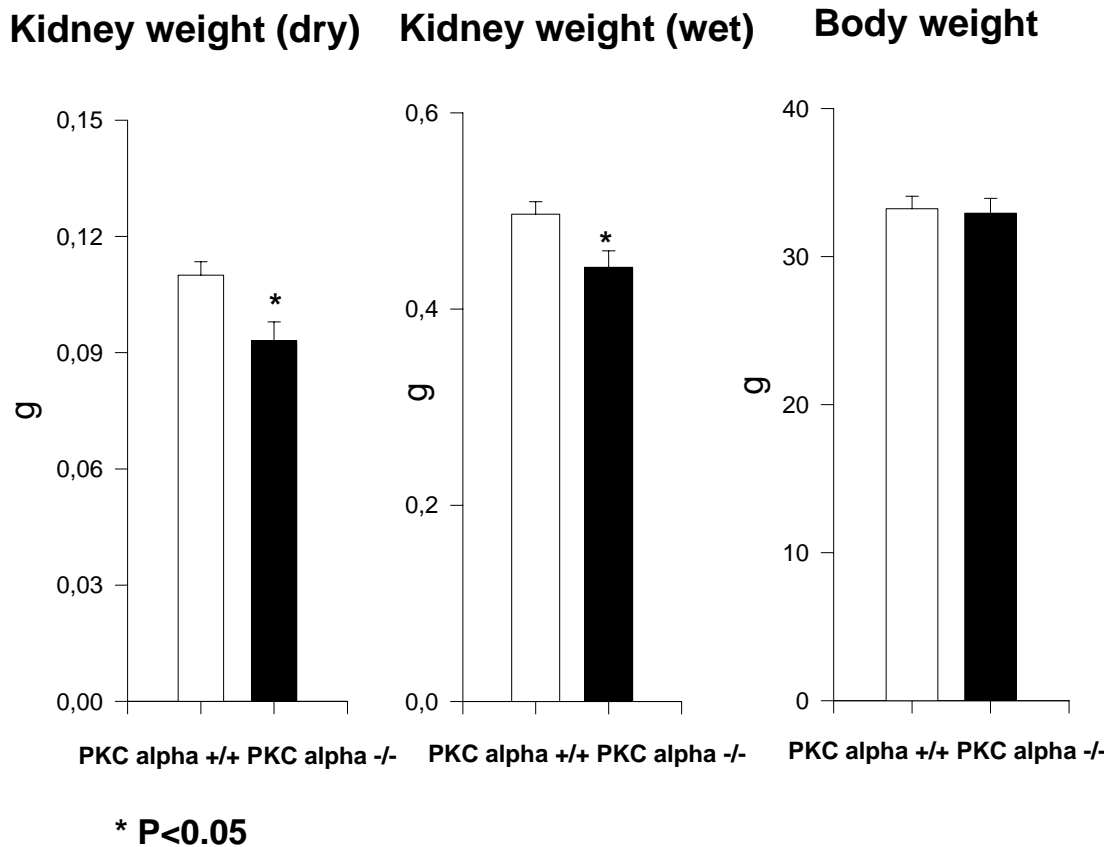 Kidney weight (dry)
Kidney weight (wet)
Body weight
0,15
0,12
0,09
0,06
0,03
0,00
g
*
PKC alpha +/+ PKC alpha -/-
0,6
0,4
0,2
0,0
g
*
PKC alpha +/+ PKC alpha -/-
40
30
20
10
0
g
PKC alpha +/+ PKC alpha -/-
* P<0.05